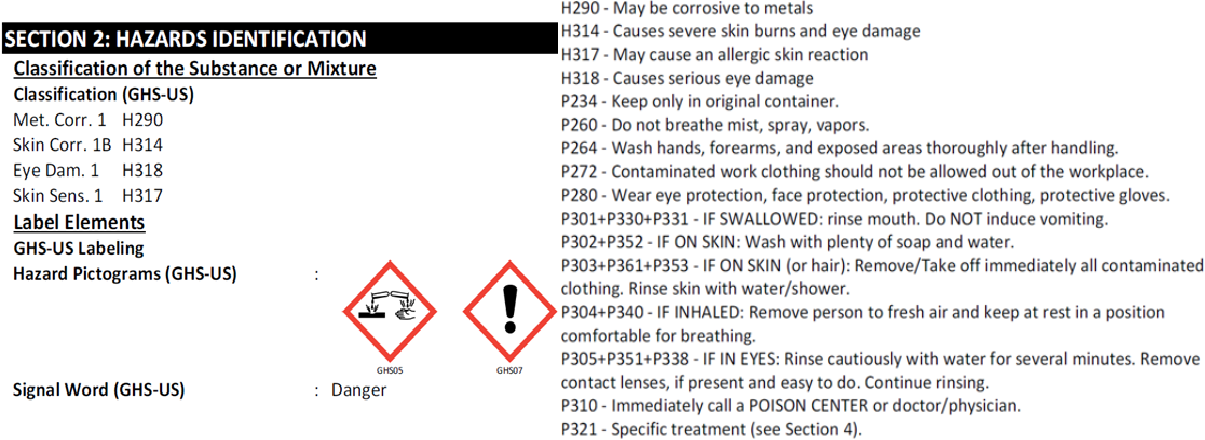 SECTION 2: HAZARDS IDENTIFICATION
Classification of the Substance or Mixture
Classification (GHS-US)
Met. Corr. 1 H290
Skin Corr. 1B H314
Eye Dam. 1 H318
Skin Sens. 1 H317
Label Elements
GHS-US Labeling
Hazard Pictograms (GHS-US) :
GHS05 GHS07
Signal Word (GHS-US) : Danger
H290 - May be corrosive to metals
H314 - Causes severe skin burns and eye damage
H317 - May cause an allergic skin reaction
H318 - Causes serious eye damage
P234 - Keep only in original container.
P260 - Do not breathe mist, spray, vapors.
P264 - Wash hands, forearms, and exposed areas thoroughly after handling.
P272 - Contaminated work clothing should not be allowed out of the workplace.
P280 - Wear eye protection, face protection, protective clothing, protective gloves.
P301+P330+P331 - IF SWALLOWED: rinse mouth. Do NOT induce vomiting.
P302+P352 - IF ON SKIN: Wash with plenty of soap and water.
P303+P361+P353 - IF ON SKIN (or hair): Remove/Take off immediately all contaminated
clothing. Rinse skin with water/shower.
P304+P340 - IF INHALED: Remove person to fresh air and keep at rest in a position
comfortable for breathing.
P305+P351+P338 - IF IN EYES: Rinse cautiously with water for several minutes. Remove
contact lenses, if present and easy to do. Continue rinsing.
P310 - Immediately call a POISON CENTER or doctor/physician.
P321 - Specific treatment (see Section 4).